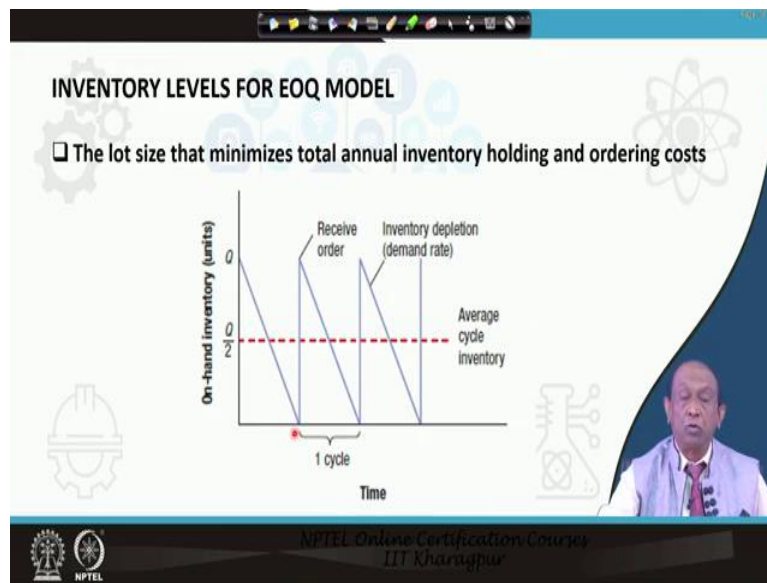 INVENTORY LEVELS FOR EOQ MODEL
❑ The lot size that minimizes total annual inventory holding and ordering costs
On-hand inventory (units)
Q
Q
2
Receive
order
Inventory depletion
(demand rate)
Average
cycle
inventory
1 cycle
Time
NPTEL
NPTEL Online Certification Courses
IIT Kharagpur